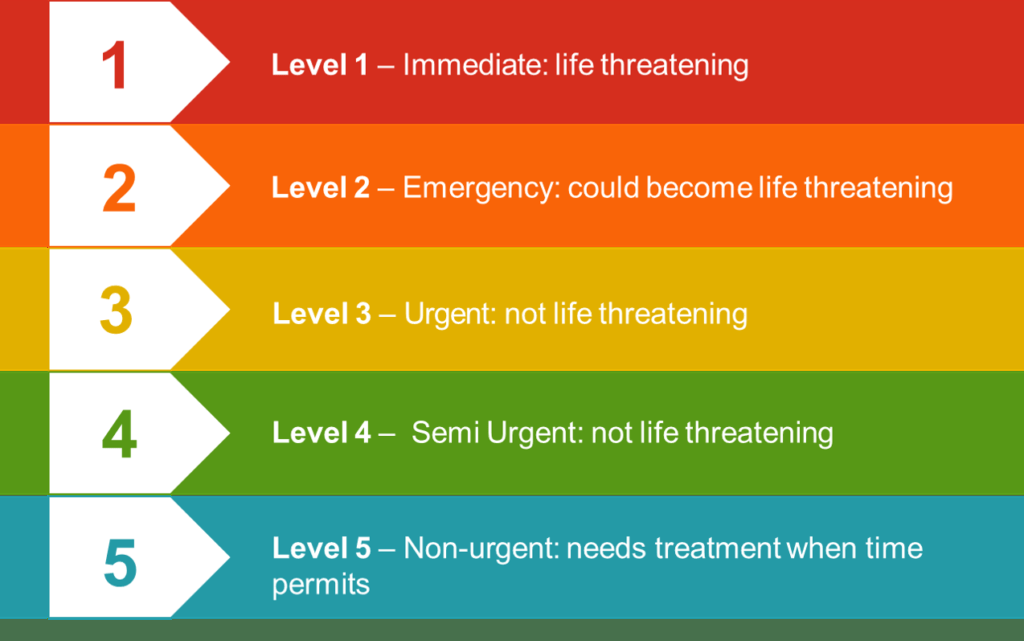 1
Level 1 – Immediate: life threatening
2
Level 2 – Emergency: could become life threatening
3
Level 3 – Urgent: not life threatening
4
Level 4 –  Semi Urgent: not life threatening
5
Level 5 – Non-urgent: needs treatment when time
permits